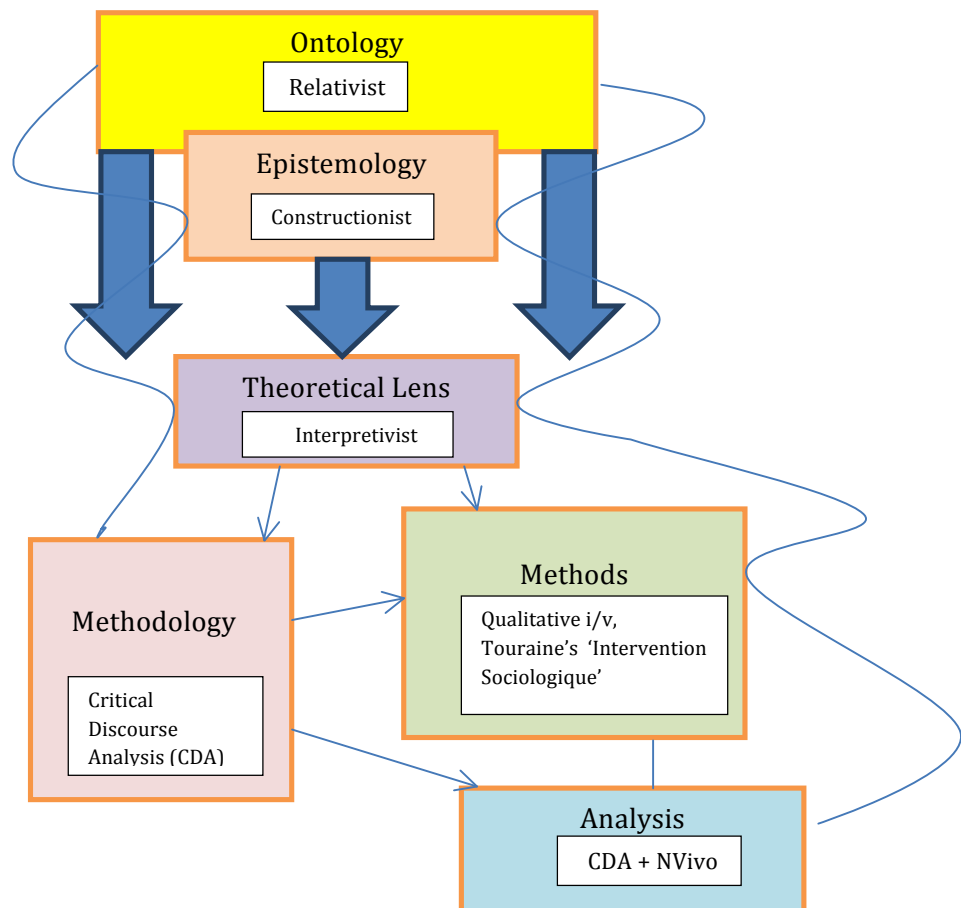 Ontology
Relativist
Epistemology
Constructionist
Theoretical Lens
Interpretivist
Methodology
Critical
Discourse
Analysis (CDA)
Methods
Qualitative i/v,
Touraine’s ‘Intervention
Sociologique’
Analysis
CDA + NVivo